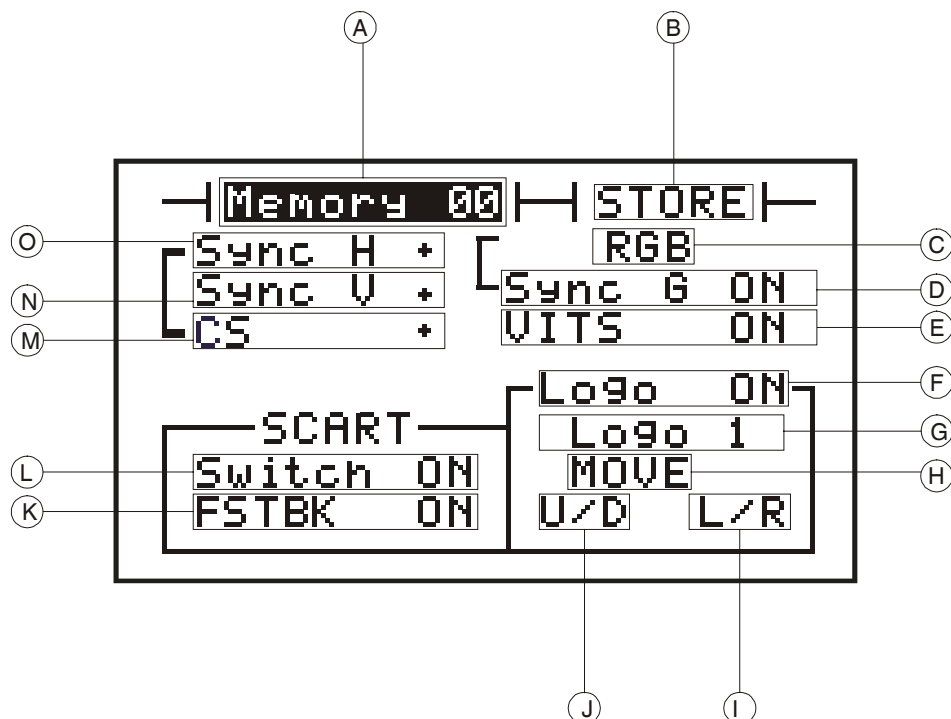 A
B
Memory 00 STORE
O Sync H + RGB C
N Sync V + Sync G ON D
M CS + VITS ON E
Logo ON F
SCART Logo 1 G
L Switch ON MOVE H
K FSTBK ON U/D L/R
J I